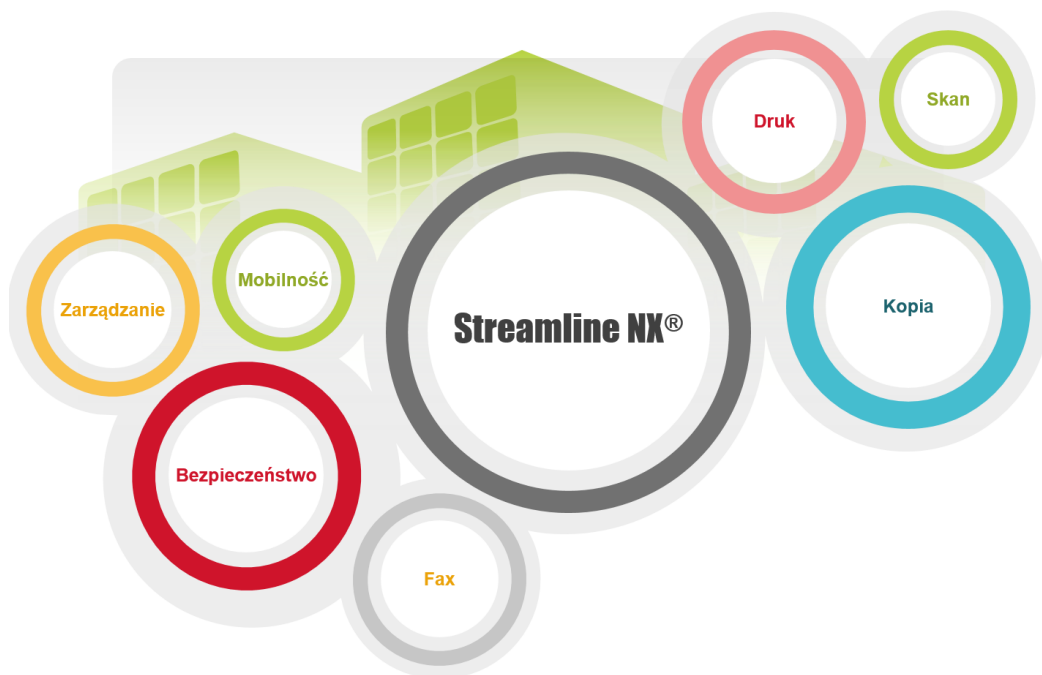 Skan
Druk
Mobilność
Zarządzanie
Kopia
Streamline NX®
Bezpieczeństwo
Fax